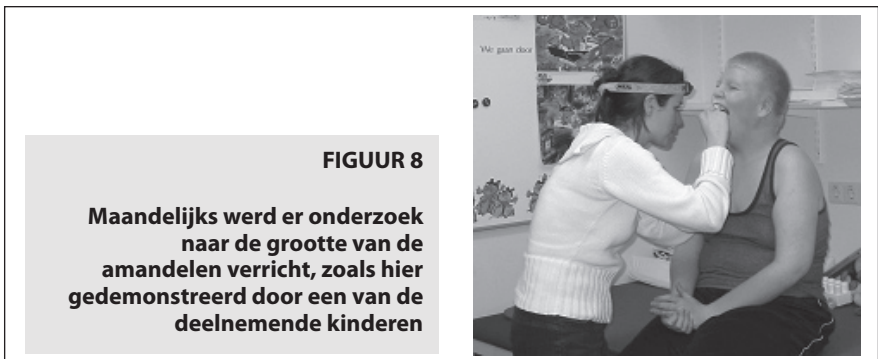 We gaan door
FIGUUR 8
Maandelijks werd er onderzoek
naar de grootte van de
amandelen verricht, zoals hier
gedemonstreerd door een van de
deelnemende kinderen